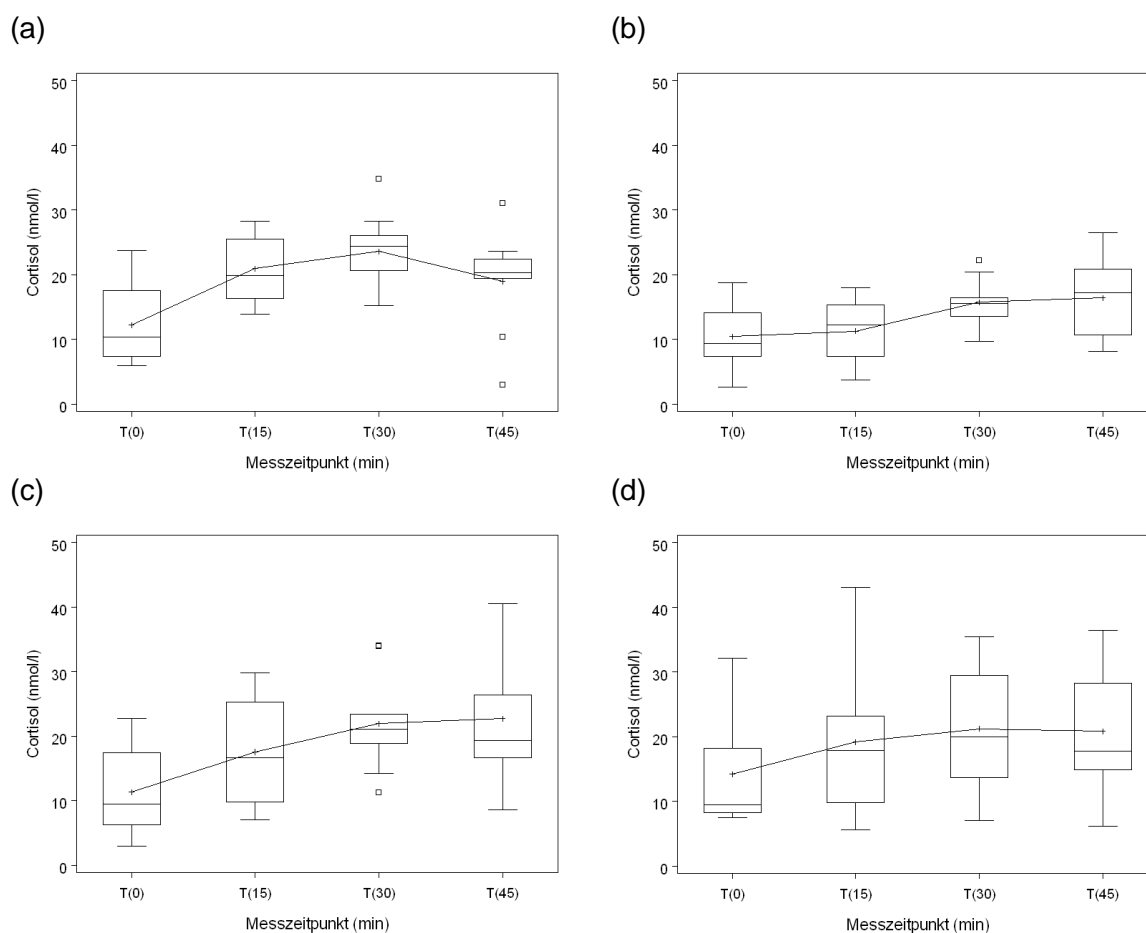 (a)
50
40
30
20
10
0
Cortisol (nmol/l)
T(0) T(15) T(30) T(45)
Messzeitpunkt (min)
(b)
50
40
30
20
10
0
Cortisol (nmol/l)
T(0) T(15) T(30) T(45)
Messzeitpunkt (min)
(c)
50
40
30
20
10
0
Cortisol (nmol/l)
T(0) T(15) T(30) T(45)
Messzeitpunkt (min)
(d)
50
40
30
20
10
0
Cortisol (nmol/l)
T(0) T(15) T(30) T(45)
Messzeitpunkt (min)